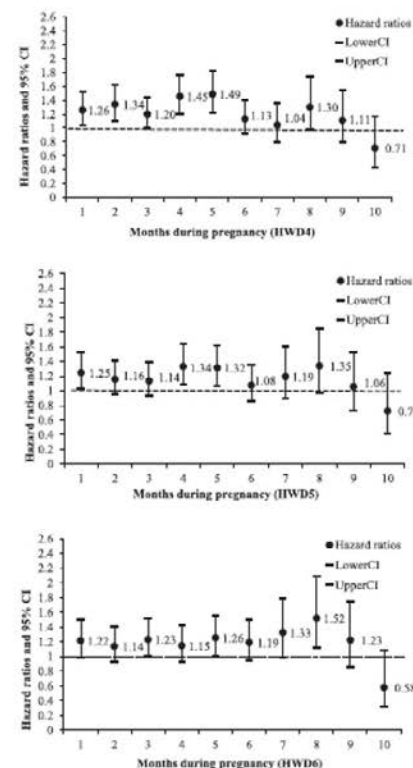 Hazard ratios and 95% CI
2.6
2.4
2.2
2
1.8
1.6
1.4
1.2
1
0.8
0.6
0.4
0.2
0
Hazard ratios
LowerCI
UpperCI
1.26 1.34 1.20 1.45 1.49 1.13 1.04 1.30 1.11 0.71
1 2 3 4 5 6 7 8 9 10
Months during pregnancy (HWD4)
Hazard ratios and 95% CI
2.6
2.4
2.2
2
1.8
1.6
1.4
1.2
1
0.8
0.6
0.4
0.2
0
Hazard ratios
LowerCI
UpperCI
1.25 1.16 1.14 1.34 1.32 1.08 1.19 1.35 1.06
1 2 3 4 5 6 7 8 9 10
Months during pregnancy (HWD5)
Hazard ratios and 95% CI
2.6
2.4
2.2
2
1.8
1.6
1.4
1.2
1
0.8
0.6
0.4
0.2
0
Hazard ratios
LowerCI
UpperCI
1.22 1.14 1.23 1.15 1.26 1.19 1.33 1.52 1.23 0.58
1 2 3 4 5 6 7 8 9 10
Months during pregnancy (HWD6)